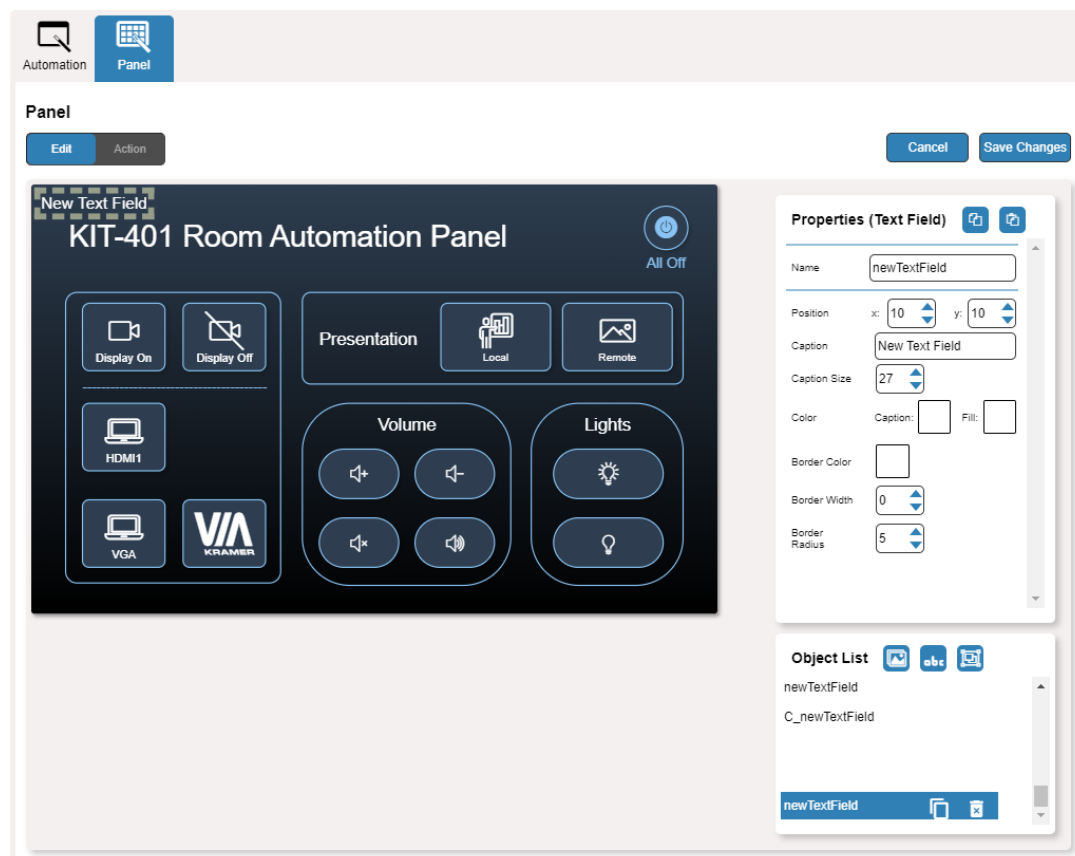 Automation
Panel
Panel
Edit
Action
Cancel
Save Changes
New Text Field
KIT-401 Room Automation Panel
All Off
Display On
Display Off
Presentation
Local
Remote
HDMI1
Volume
Lights
VGA
VIA
KRAMER
Properties (Text Field)
Name newTextField
Position x: 10 y: 10
Caption New Text Field
Caption Size 27
Color Caption: Fill:
Border Color
Border Width 0
Border
Radius 5
Object List abc
newTextField
C_newTextField
newTextField